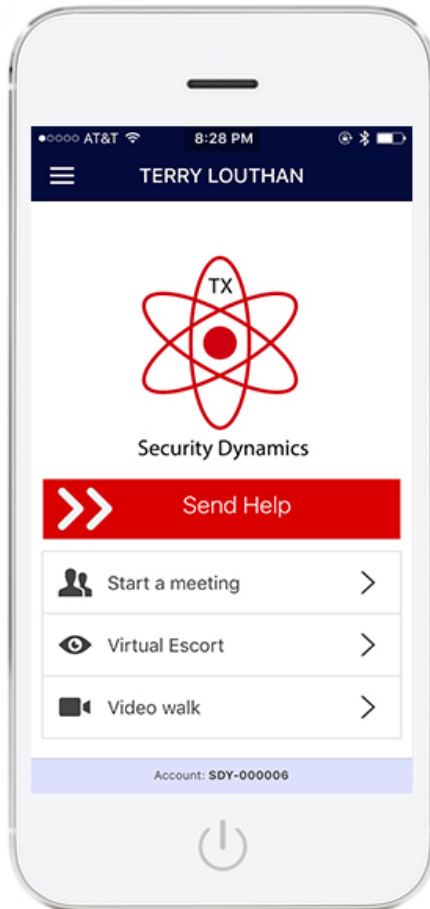 AT&T 8:28 PM
TERRY LOUTHAN
TX
Security Dynamics
Send Help
Start a meeting
Virtual Escort
Video walk
Account: SDY-000006